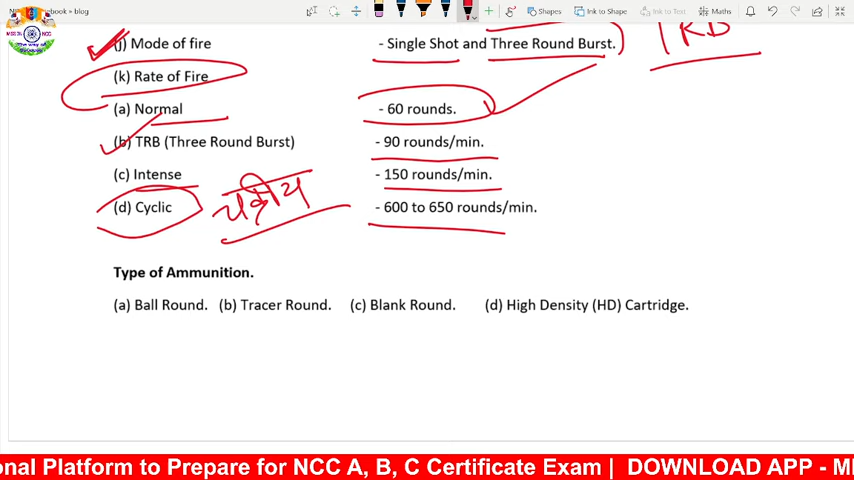 book > blog
Shapes
Ink to Shape
Ink to Text
Maths
NCC
(j) Mode of fire - Single Shot and Three Round Burst.
TRB
(k) Rate of Fire
(a) Normal - 60 rounds.
(b) TRB (Three Round Burst) - 90 rounds/min.
(c) Intense - 150 rounds/min.
(d) Cyclic चक्रीय - 600 to 650 rounds/min.
Type of Ammunition.
(a) Ball Round. (b) Tracer Round. (c) Blank Round. (d) High Density (HD) Cartridge.
onal Platform to Prepare for NCC A, B, C Certificate Exam | DOWNLOAD APP -